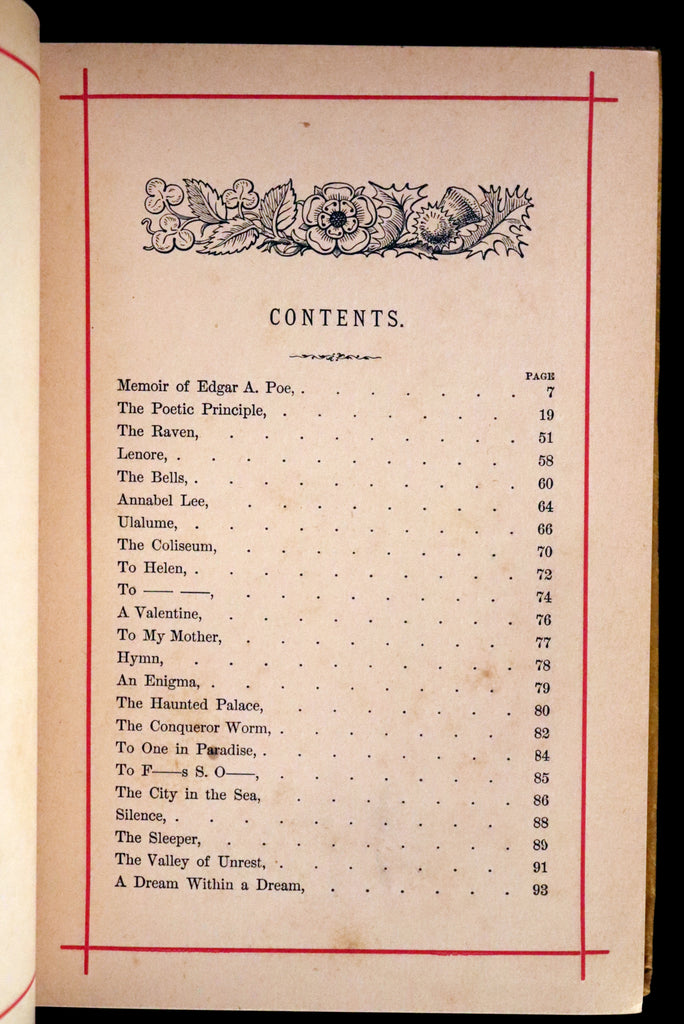 CONTENTS.
PAGE
Memoir of Edgar A. Poe, . . . . . . . 7
The Poetic Principle, . . . . . . . 19
The Raven, . . . . . . . . . 51
Lenore, . . . . . . . . . . 58
The Bells, . . . . . . . . . . 60
Annabel Lee, . . . . . . . . 64
Ulalume, . . . . . . . . . 66
The Coliseum, . . . . . . . . 70
To Helen, . . . . . . . . . . 72
To —— ——, . . . . . . . . 74
A Valentine, . . . . . . . . . 76
To My Mother, . . . . . . . . 77
Hymn, . . . . . . . . . . 78
An Enigma, . . . . . . . . . 79
The Haunted Palace, . . . . . . . 80
The Conqueror Worm, . . . . . . . 82
To One in Paradise, . . . . . . . . 84
To F——s S. O——, . . . . . . . 85
The City in the Sea, . . . . . . . 86
Silence, . . . . . . . . . . 88
The Sleeper, . . . . . . . . . 89
The Valley of Unrest, . . . . . . . 91
A Dream Within a Dream, . . . . . . 93